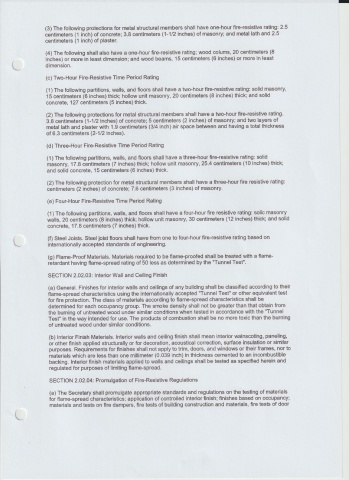 (3) The following protections for metal structural members shall have one-hour fire-resistive rating: 2.5
centimeters (1 inch) of concrete; 3.8 centimeters (1-1/2 inches) of masonry; and metal lath and 2.5
centimeters (1 inch) of plaster.
(4) The following shall also have a one-hour fire-resistive rating; wood colums, 20 centimeters (8
inches) or more in least dimension; and wood beams, 15 centimeters (6 inches) or more in least
dimension.
(c) Two-Hour Fire-Resistive Time Period Rating
(1) The following partitions, walls, and floors shall have a two-hour fire-resistive rating: solid masonry,
15 centimeters (6 inches) thick; hollow unit masonry, 20 centimeters (8 inches) thick; and solid
concrete, 127 centimeters (5 inches) thick.
(2) The following protections for metal structural members shall have a two-hour fire-resistive rating,
3.8 centimeters (1-1/2 inches) of concrete; 5 centimeters (2 inches) of masonry; and two layers of
metal lath and plaster with 1.9 centimeters (3/4 inch) air space between and having a total thickness
of 6.3 centimeters (2-1/2 inches).
(d) Three-Hour Fire-Resistive Time Period Rating
(1) The following partitions, walls, and floors shall have a three-hour fire-resistive rating: solid
masonry, 17.8 centimeters (7 inches) thick; hollow unit masonry, 25.4 centimeters (10 inches) thick;
and solid concrete, 15 centimeters (6 inches) thick.
(2) The following protection for metal structural members shall have a three-hour fire resistive rating:
centimeters (2 inches) of concrete; 7.6 centimeters (3 inches) of masonry.
(e) Four-Hour Fire-Resistive Time Period Rating
(1) The following partitions, walls, and floors shall have a four-hour fire-resistive rating: solic masonry
walls, 20 centimeters (8 inches) thick; hollow unit masonry, 30 centimeters (12 inches) thick; and solid
concrete, 17.8 centimeters (7 inches) thick.
(f) Steel Joists. Steel joist floors shall have from one to four-hour fire-resistive rating based on
internationally accepted standards of engineering.
(g) Flame-Proof Materials. Materials required to be flame-proofed shall be treated with a flame-
retardant having flame-spread rating of 50 less as determined by the "Tunnel Test".
SECTION 2.02.03: Interior Wall and Ceiling Finish
(a) General. Finishes for interior walls and ceilings of any building shall be classified according to their
flame-spread characteristics using the internationally accepted "Tunnel Test" or other equivalent test
for fire protection. The class of materials according to flame-spread characteristics shall be
determined for each occupancy group. The smoke density shall not be greater than that obtain from
the burning of untreated wood under similar conditions when tested in accordance with the "Tunnel
Test" in the way intended for use. The products of combustion shall be no more toxic than the burning
of untreated wood under similar conditions.
(b) Interior Finish Materials. Interior walls and ceiling finish shall mean interior wainscoting, paneling,
or other finish applied structurally or for decoration, acoustical correction, surface insulation or similar
purposes. Requirements for finishes shall not apply to trim, doors, and windows or their frames, nor to
materials which are less than one millimeter (0.039 inch) in thickness cemented to an incombustible
backing. Interior finish materials applied to walls and ceilings shall be tested as specified herein and
regulated for purposes of limiting flame-spread.
SECTION 2.02.04: Promulgation of Fire-Resistive Regulations
(a) The Secretary shall promulgate appropriate standards and regulations on the testing of materials
for flame-spread characteristics; application of controlled interior finish; finishes based on occupancy;
materials and tests on fire dampers, fire tests of building construction and materials, fire tests of door